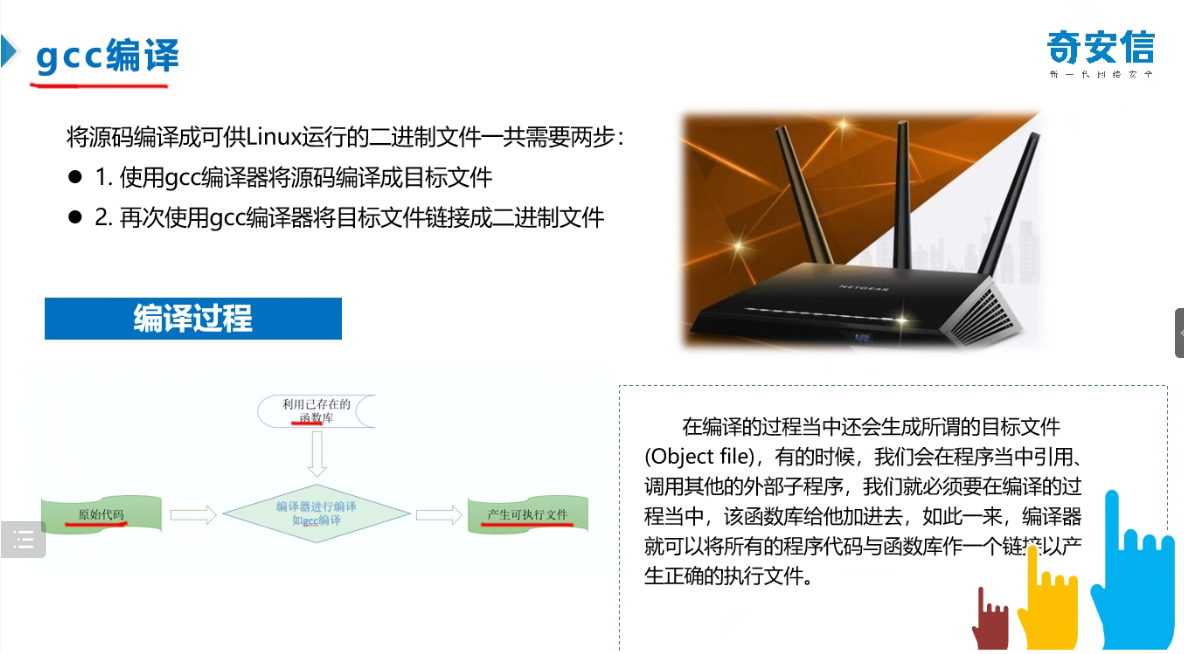 gcc编译
奇安信
新一代网络安全
将源码编译成可供Linux运行的二进制文件一共需要两步：
● 1. 使用gcc编译器将源码编译成目标文件
● 2. 再次使用gcc编译器将目标文件链接成二进制文件
NETGEAR
编译过程
利用已存在的
函数库
原始代码
编译器进行编译
如gcc编译
产生可执行文件
在编译的过程当中还会生成所谓的目标文件
(Object file)，有的时候，我们会在程序当中引用、
调用其他的外部子程序，我们就必须要在编译的过
程当中，该函数库给他加进去，如此一来，编译器
就可以将所有的程序代码与函数库作一个链接以产
生正确的执行文件。